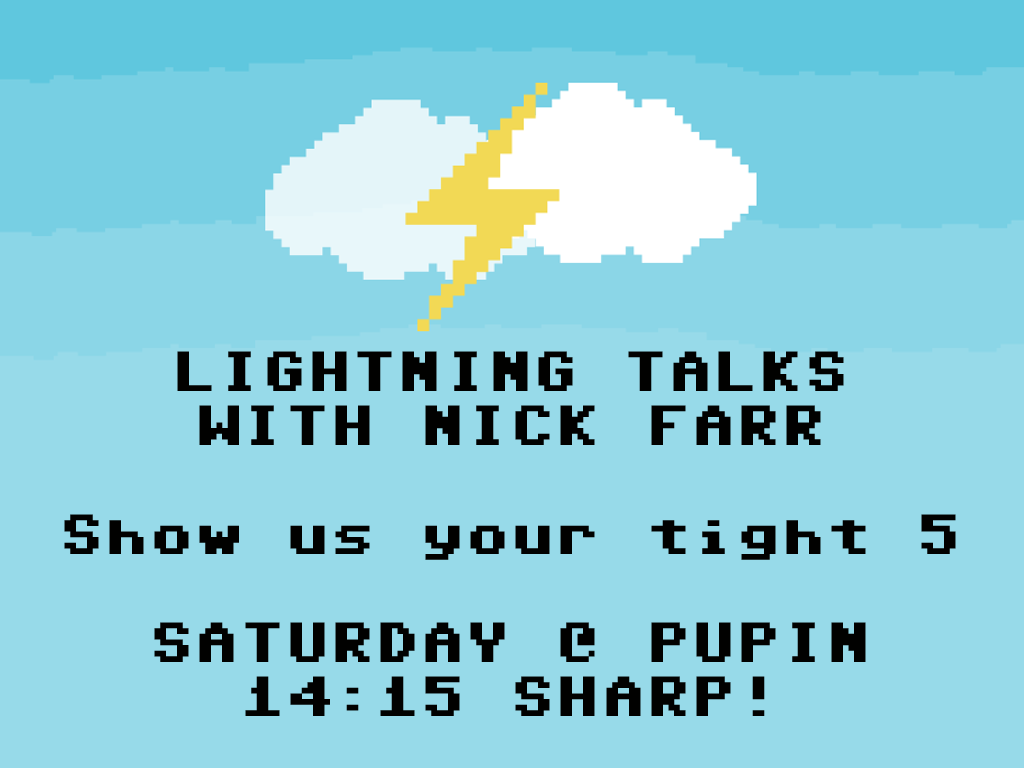 LIGHTNING TALKS
WITH NICK FARR
Show us your tight 5
SATURDAY @ PUPIN
14:15 SHARP!